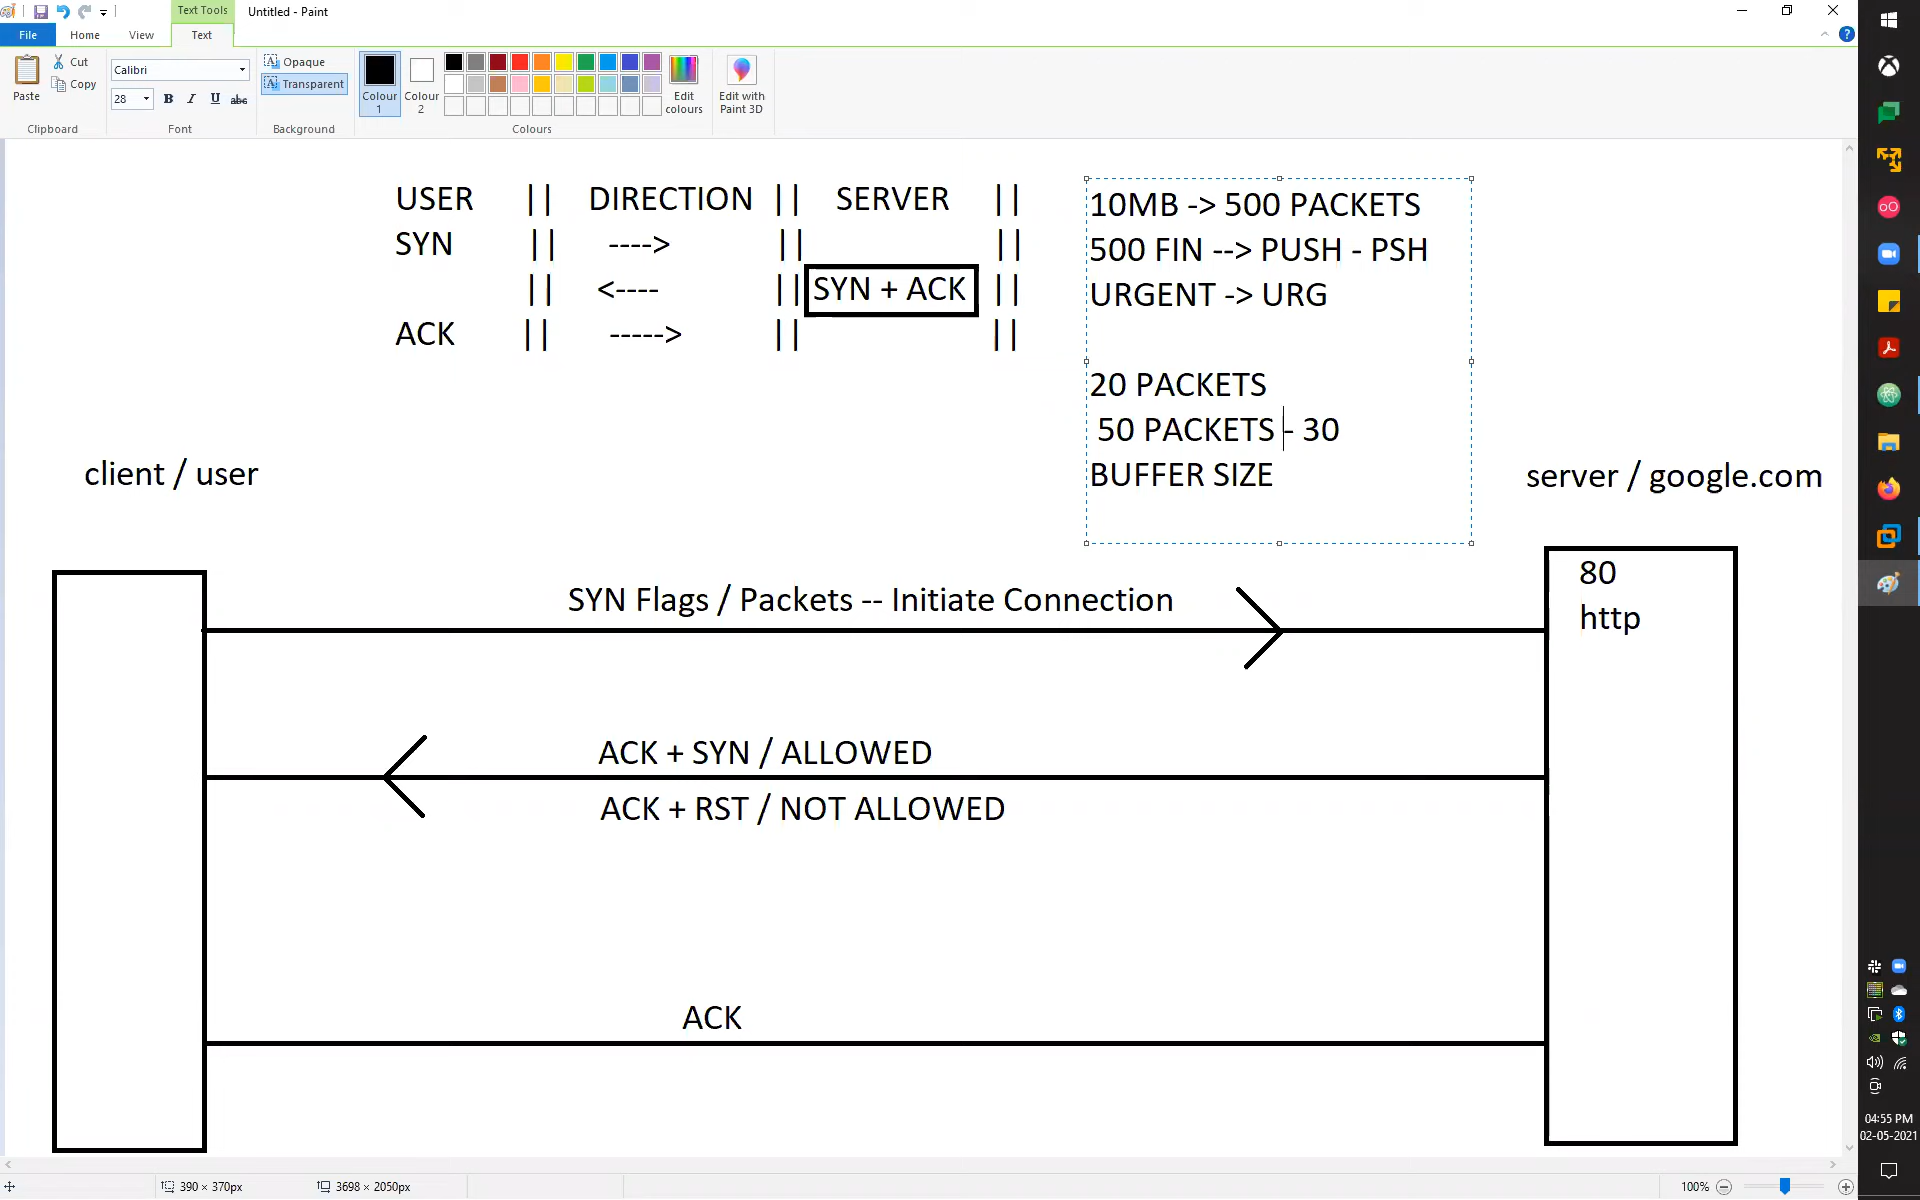 Text Tools
Untitled - Paint
File
Home
View
Text
Paste
Cut
Copy
Clipboard
Calibri
28
B I U abc
Font
Opaque
Transparent
Background
Colour 1
Colour 2
Edit colours
Colours
Edit with Paint 3D
USER || DIRECTION || SERVER ||
SYN || ----> || ||
|| <---- || SYN + ACK ||
ACK || -----> || ||
10MB -> 500 PACKETS
500 FIN --> PUSH - PSH
URGENT -> URG
20 PACKETS
50 PACKETS - 30
BUFFER SIZE
client / user
server / google.com
80
http
SYN Flags / Packets -- Initiate Connection
ACK + SYN / ALLOWED
ACK + RST / NOT ALLOWED
ACK
390 × 370px
3698 × 2050px
100%
04:55 PM
02-05-2021